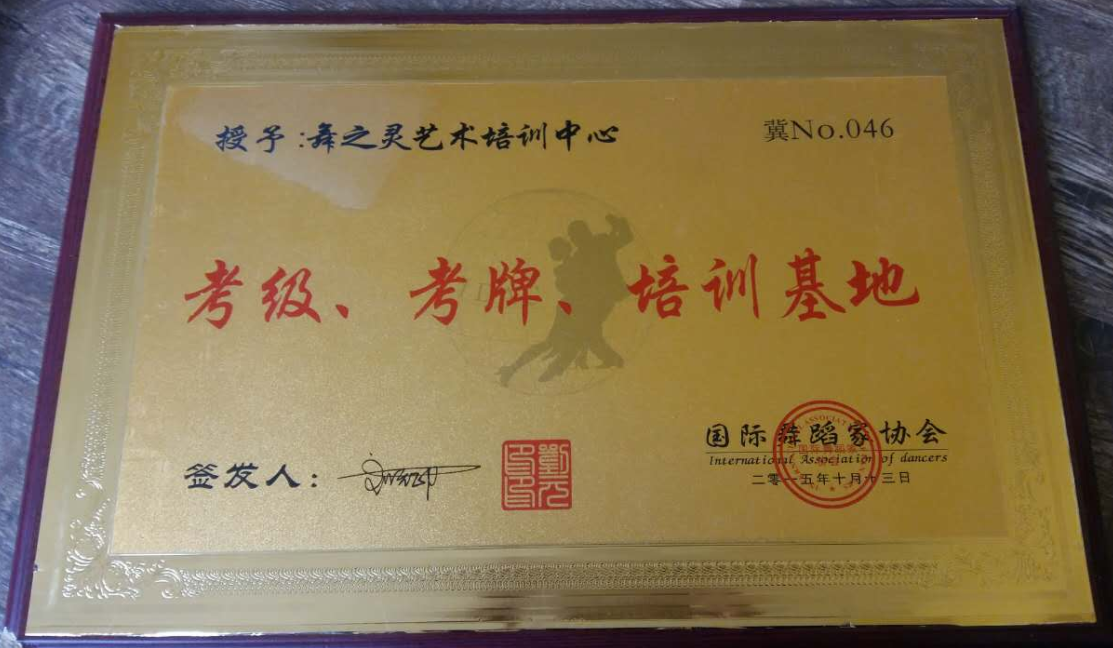 授予:舞之灵艺术培训中心
冀No.046
考级、考牌、培训基地
国际舞蹈家协会
International Association of dancers
二零一五年十月十三日
签发人: